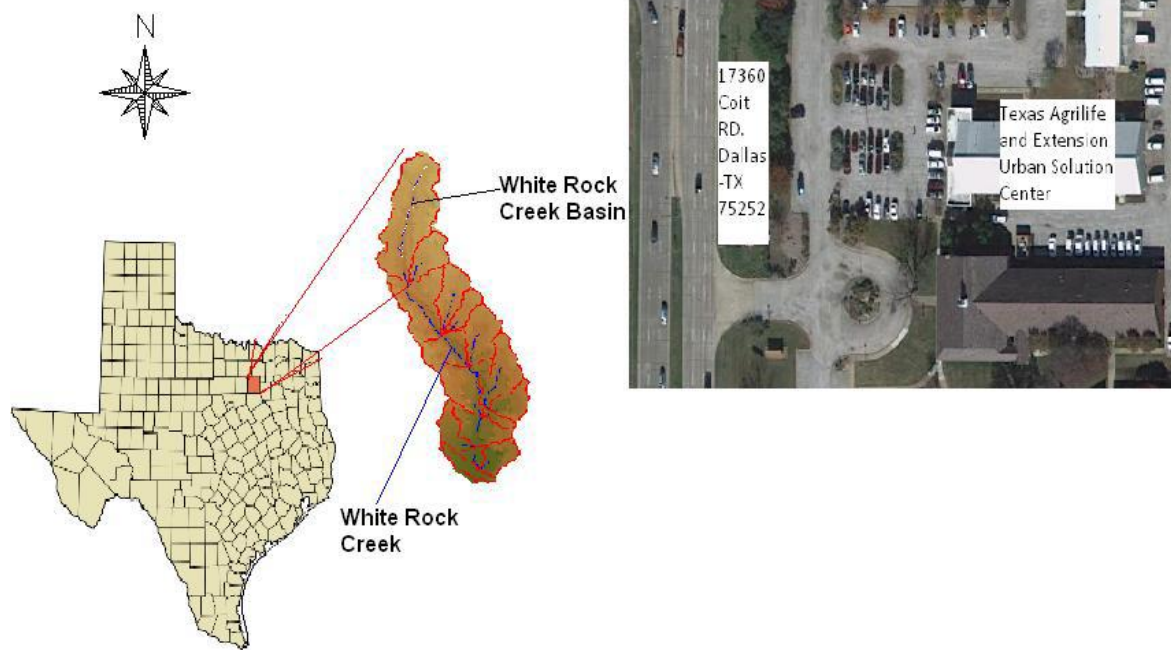 N
White Rock
Creek Basin
White Rock
Creek
17360
Coit
RD,
Dallas
-TX
75252
Texas Agrilife
and Extension
Urban Solution
Center